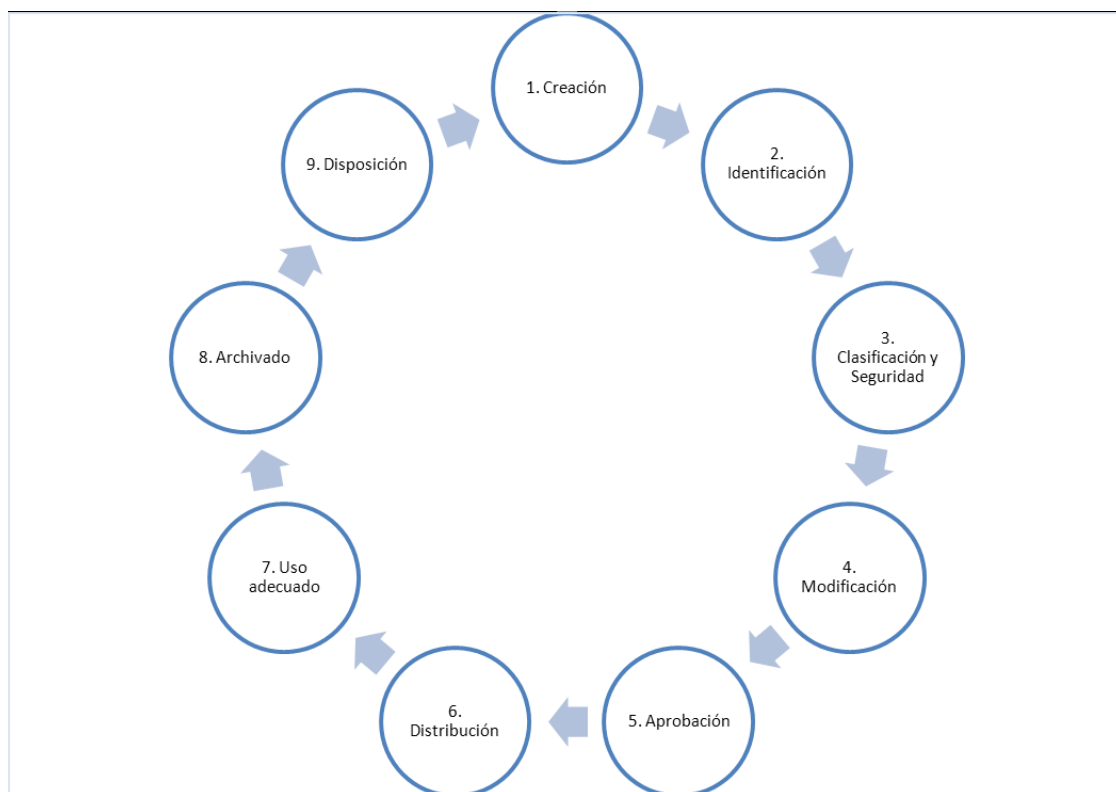 1. Creación
2.
Identificación
3.
Clasificación y
Seguridad
4.
Modificación
5. Aprobación
6.
Distribución
7. Uso
adecuado
8. Archivado
9. Disposición